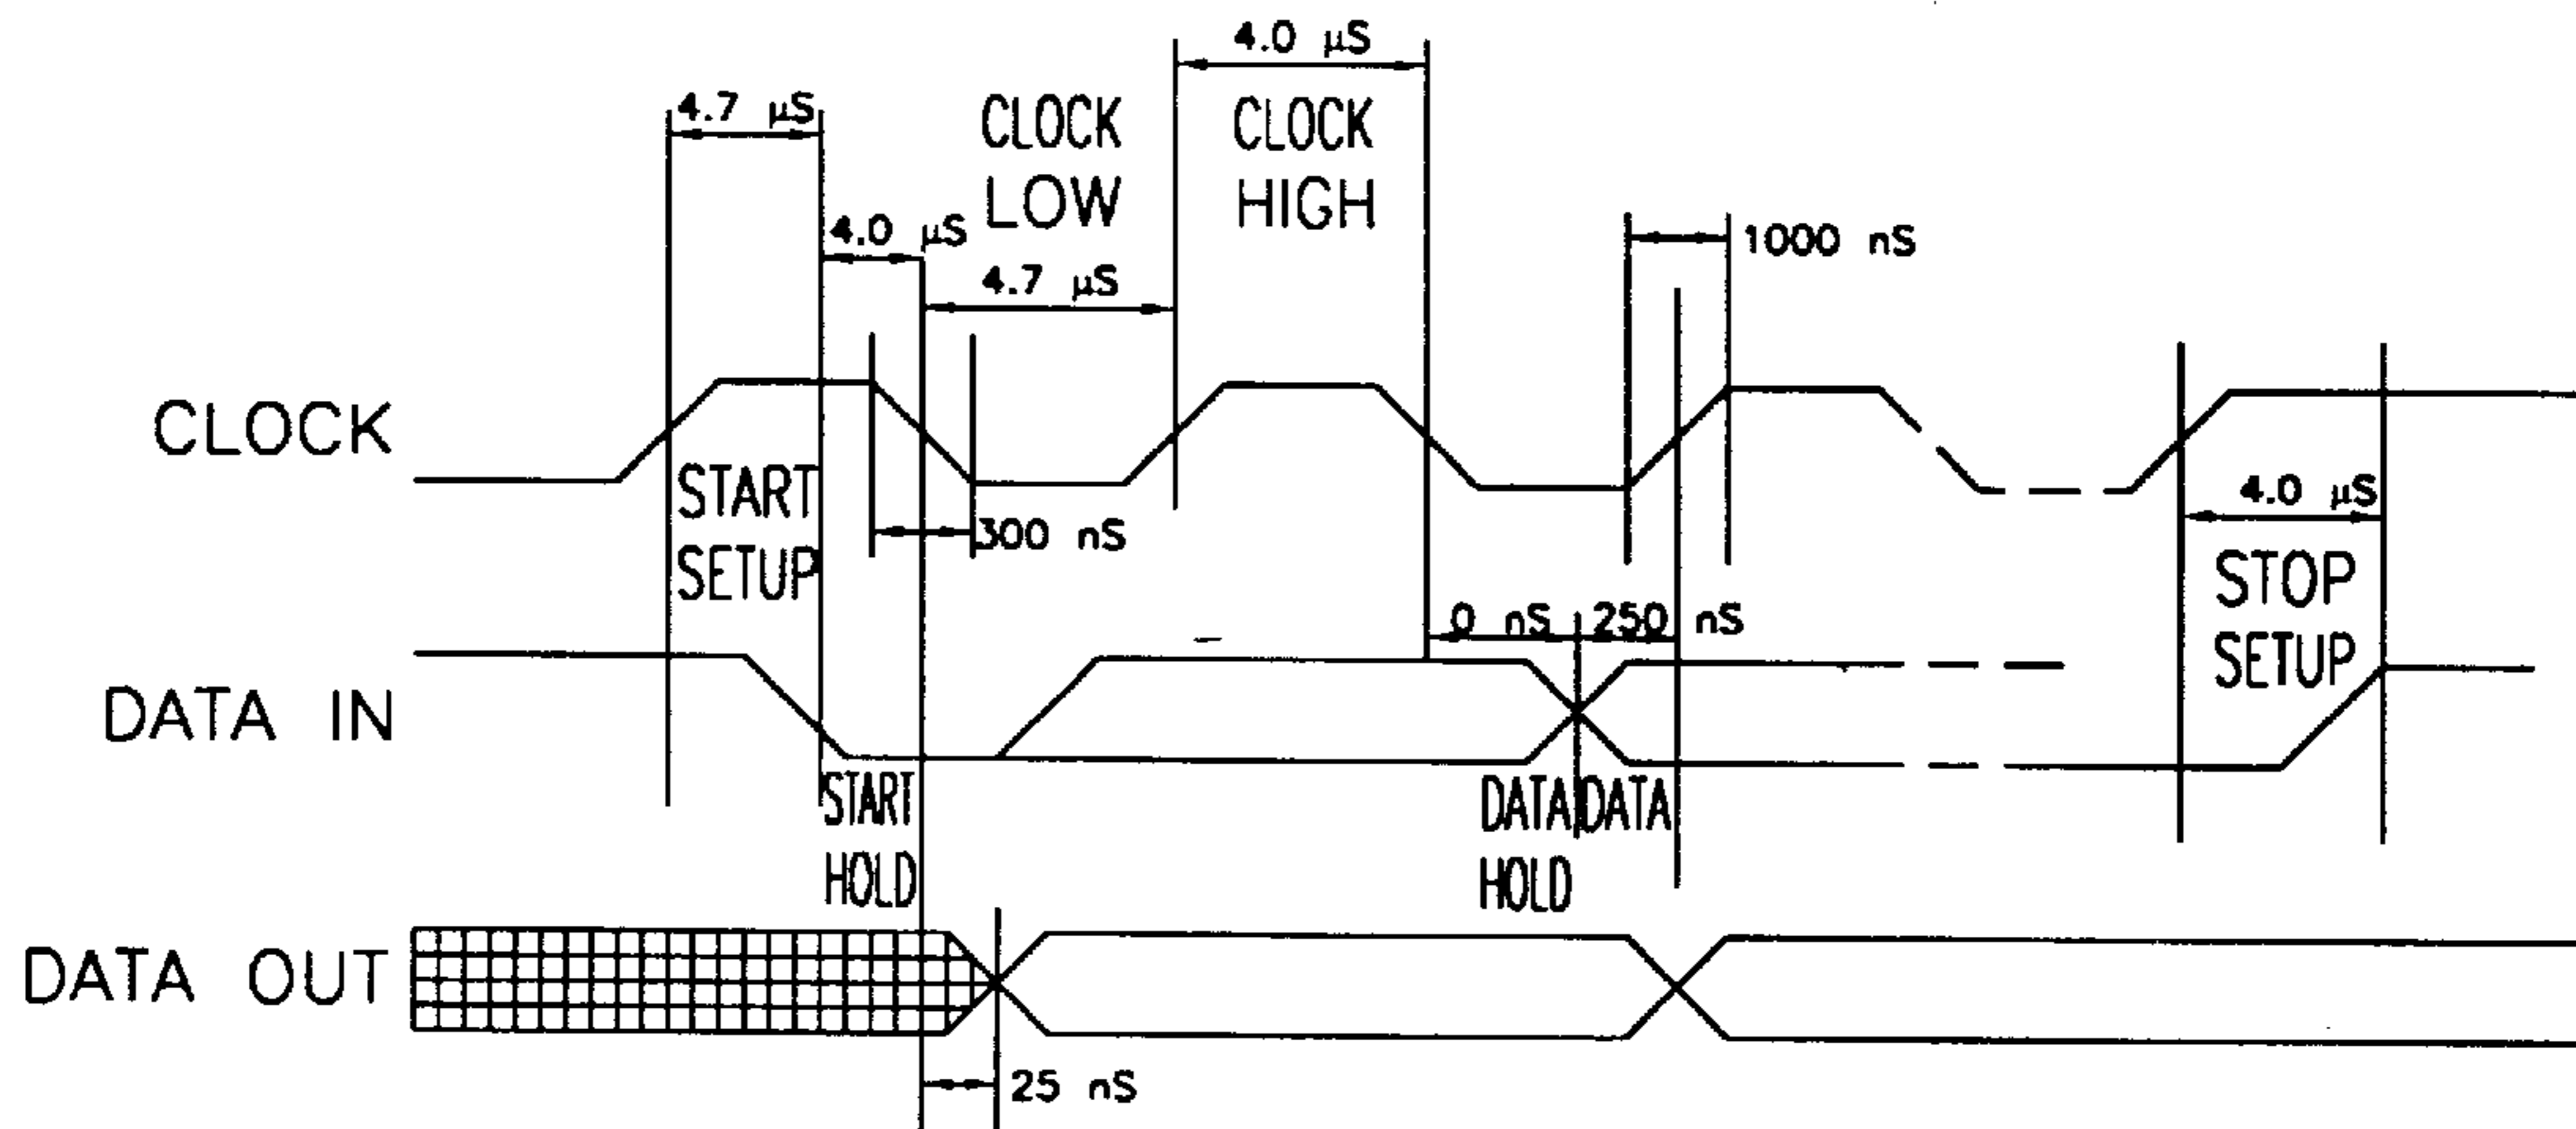 4.0 µS
4.7 µS
CLOCK
LOW
CLOCK
HIGH
4.0 µS
4.7 µS
1000 nS
CLOCK
START
SETUP
300 nS
4.0 µS
STOP
SETUP
0 nS
250 nS
DATA IN
START
HOLD
DATA
HOLD
DATA
DATA OUT
25 nS